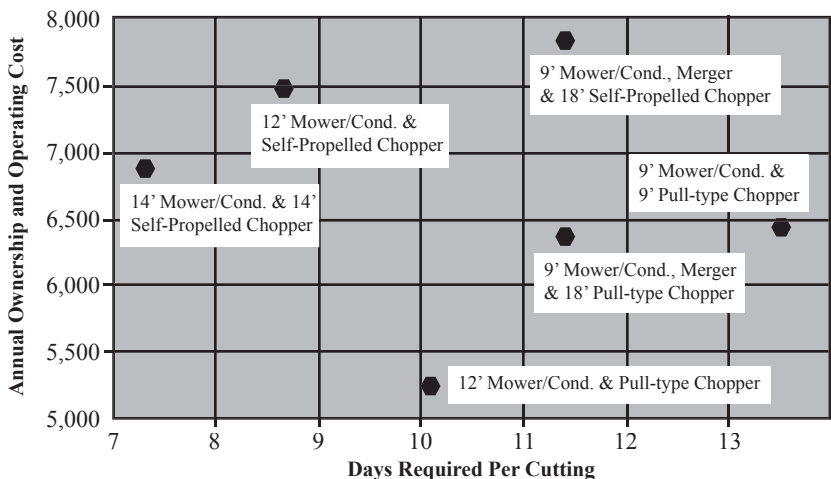 Annual Ownership and Operating Cost
8,000
7,500
7,000
6,500
6,000
5,500
5,000
9’ Mower/Cond., Merger
& 18’ Self-Propelled Chopper
12’ Mower/Cond. &
Self-Propelled Chopper
9’ Mower/Cond. &
9’ Pull-type Chopper
14’ Mower/Cond. & 14’
Self-Propelled Chopper
9’ Mower/Cond., Merger
& 18’ Pull-type Chopper
12’ Mower/Cond. & Pull-type Chopper
7 8 9 10 11 12 13
Days Required Per Cutting